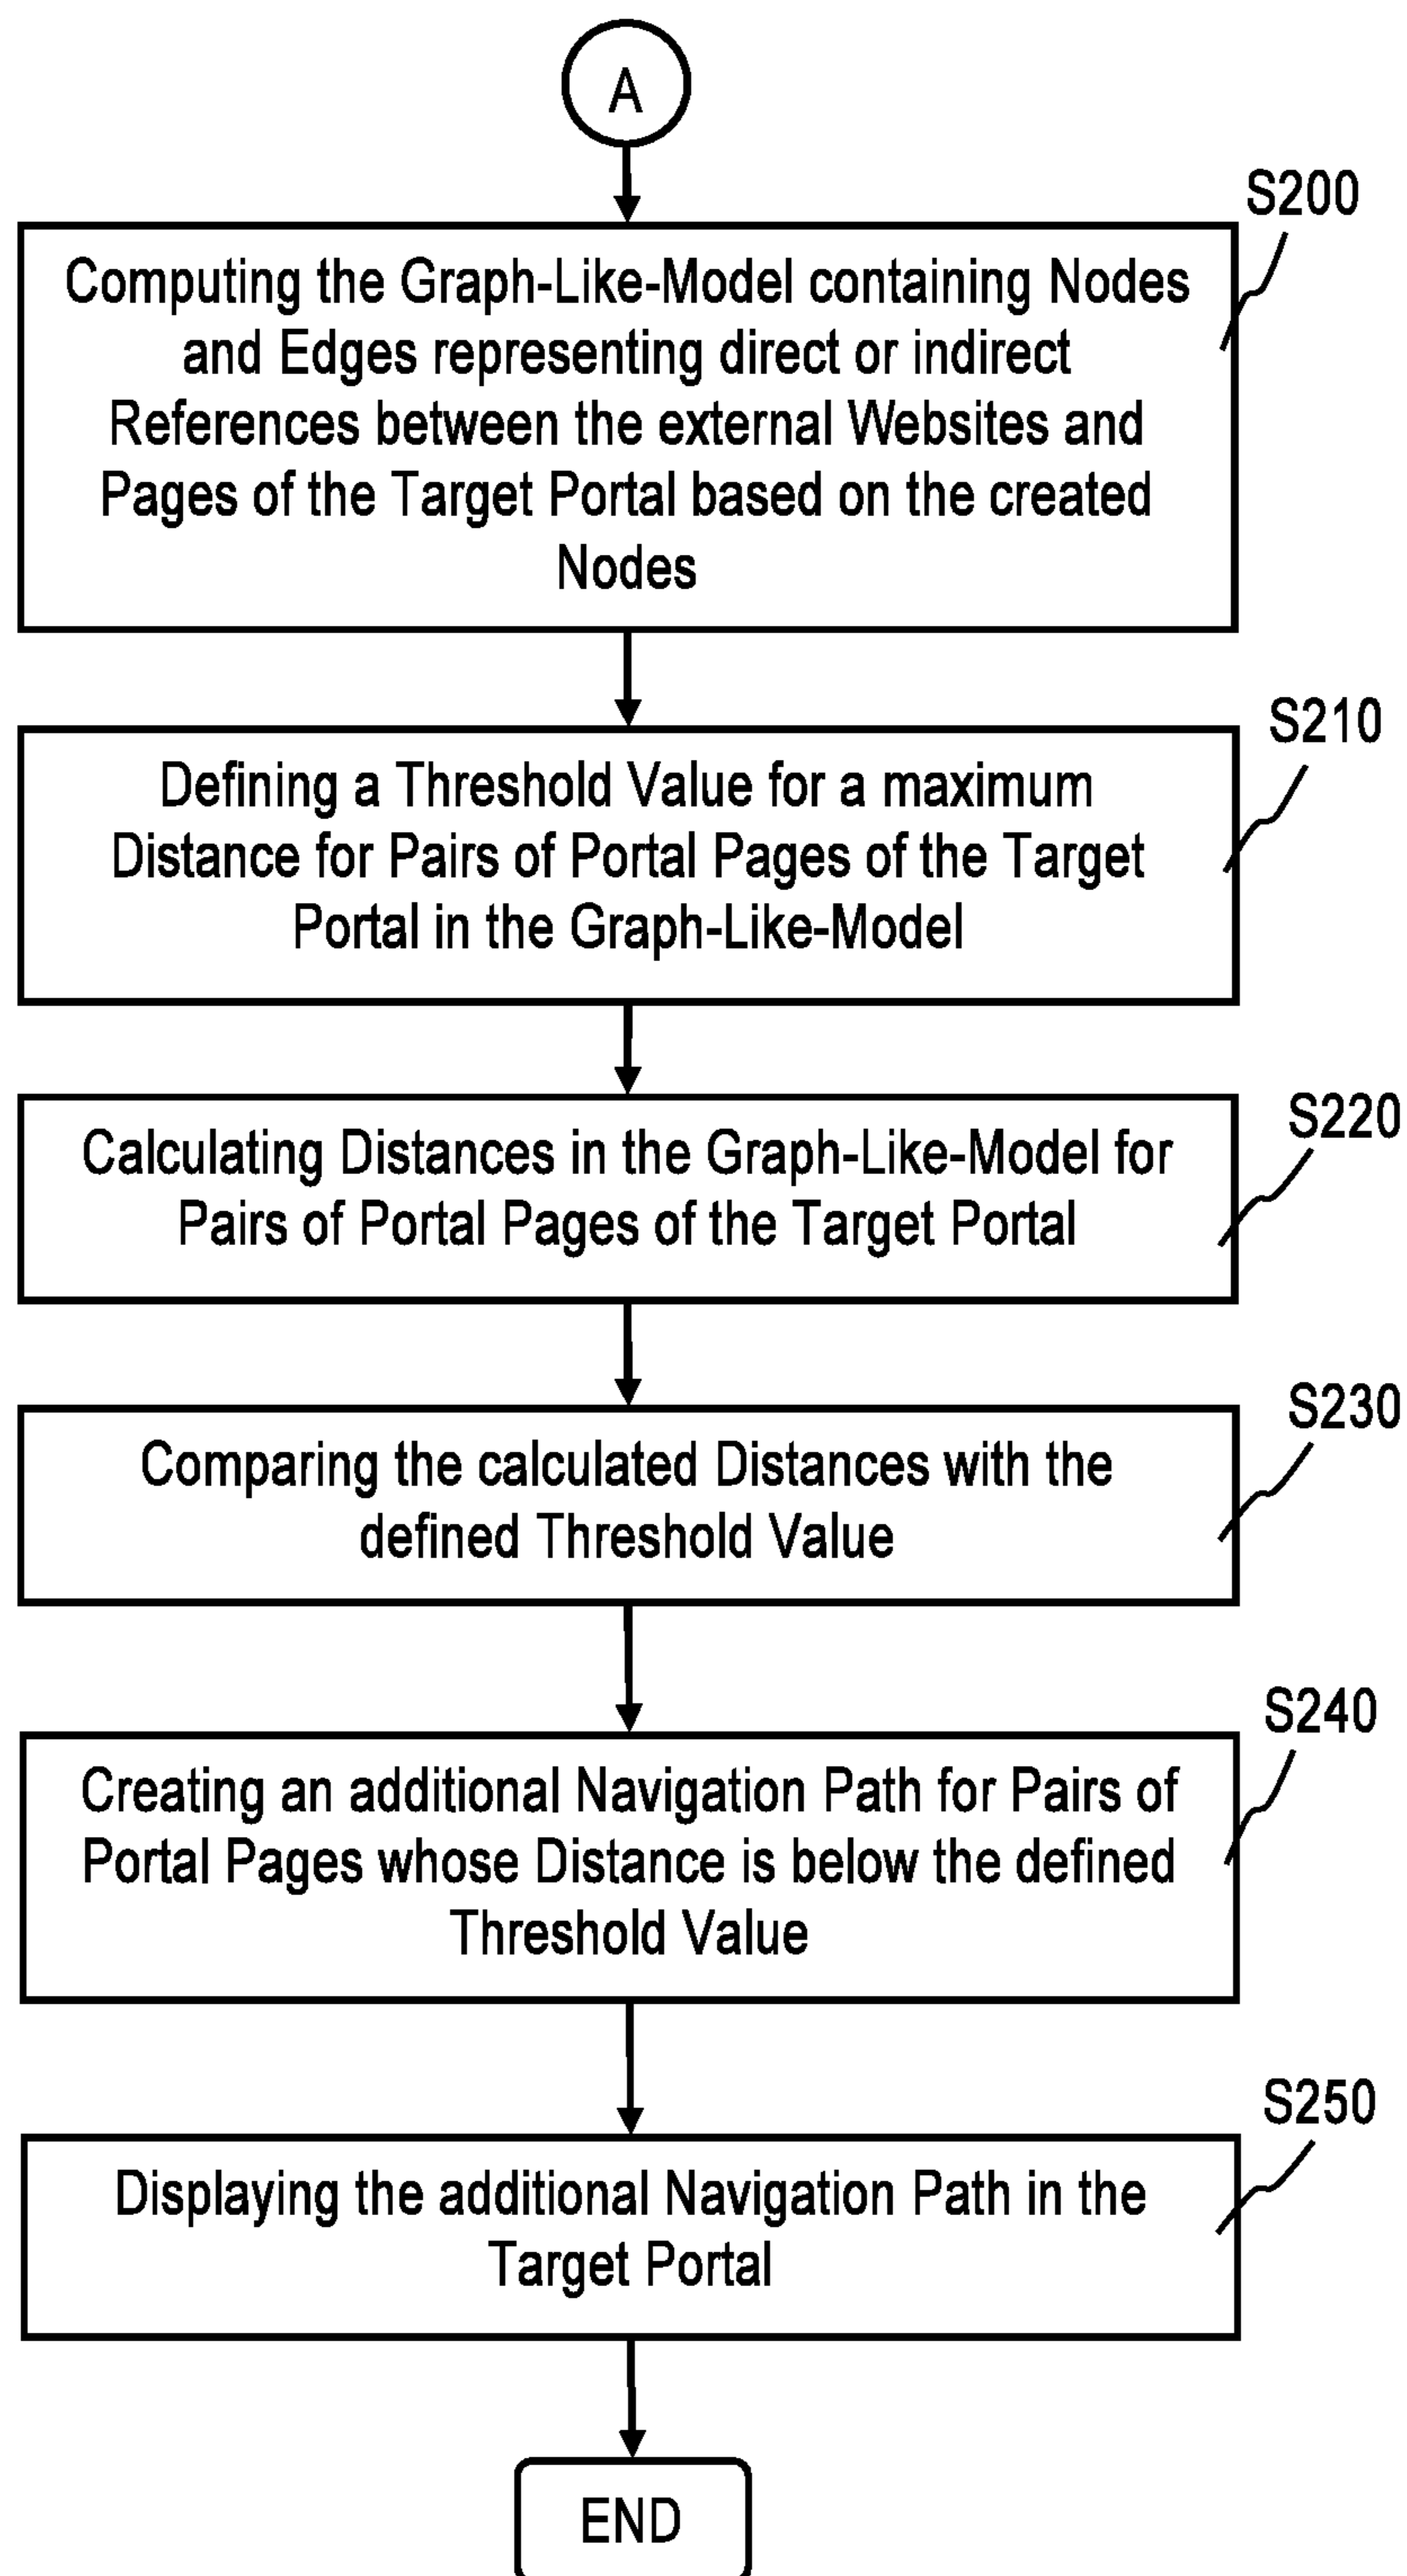 A
S200
Computing the Graph-Like-Model containing Nodes
and Edges representing direct or indirect
References between the external Websites and
Pages of the Target Portal based on the created
Nodes
S210
Defining a Threshold Value for a maximum
Distance for Pairs of Portal Pages of the Target
Portal in the Graph-Like-Model
S220
Calculating Distances in the Graph-Like-Model for
Pairs of Portal Pages of the Target Portal
S230
Comparing the calculated Distances with the
defined Threshold Value
S240
Creating an additional Navigation Path for Pairs of
Portal Pages whose Distance is below the defined
Threshold Value
S250
Displaying the additional Navigation Path in the
Target Portal
END